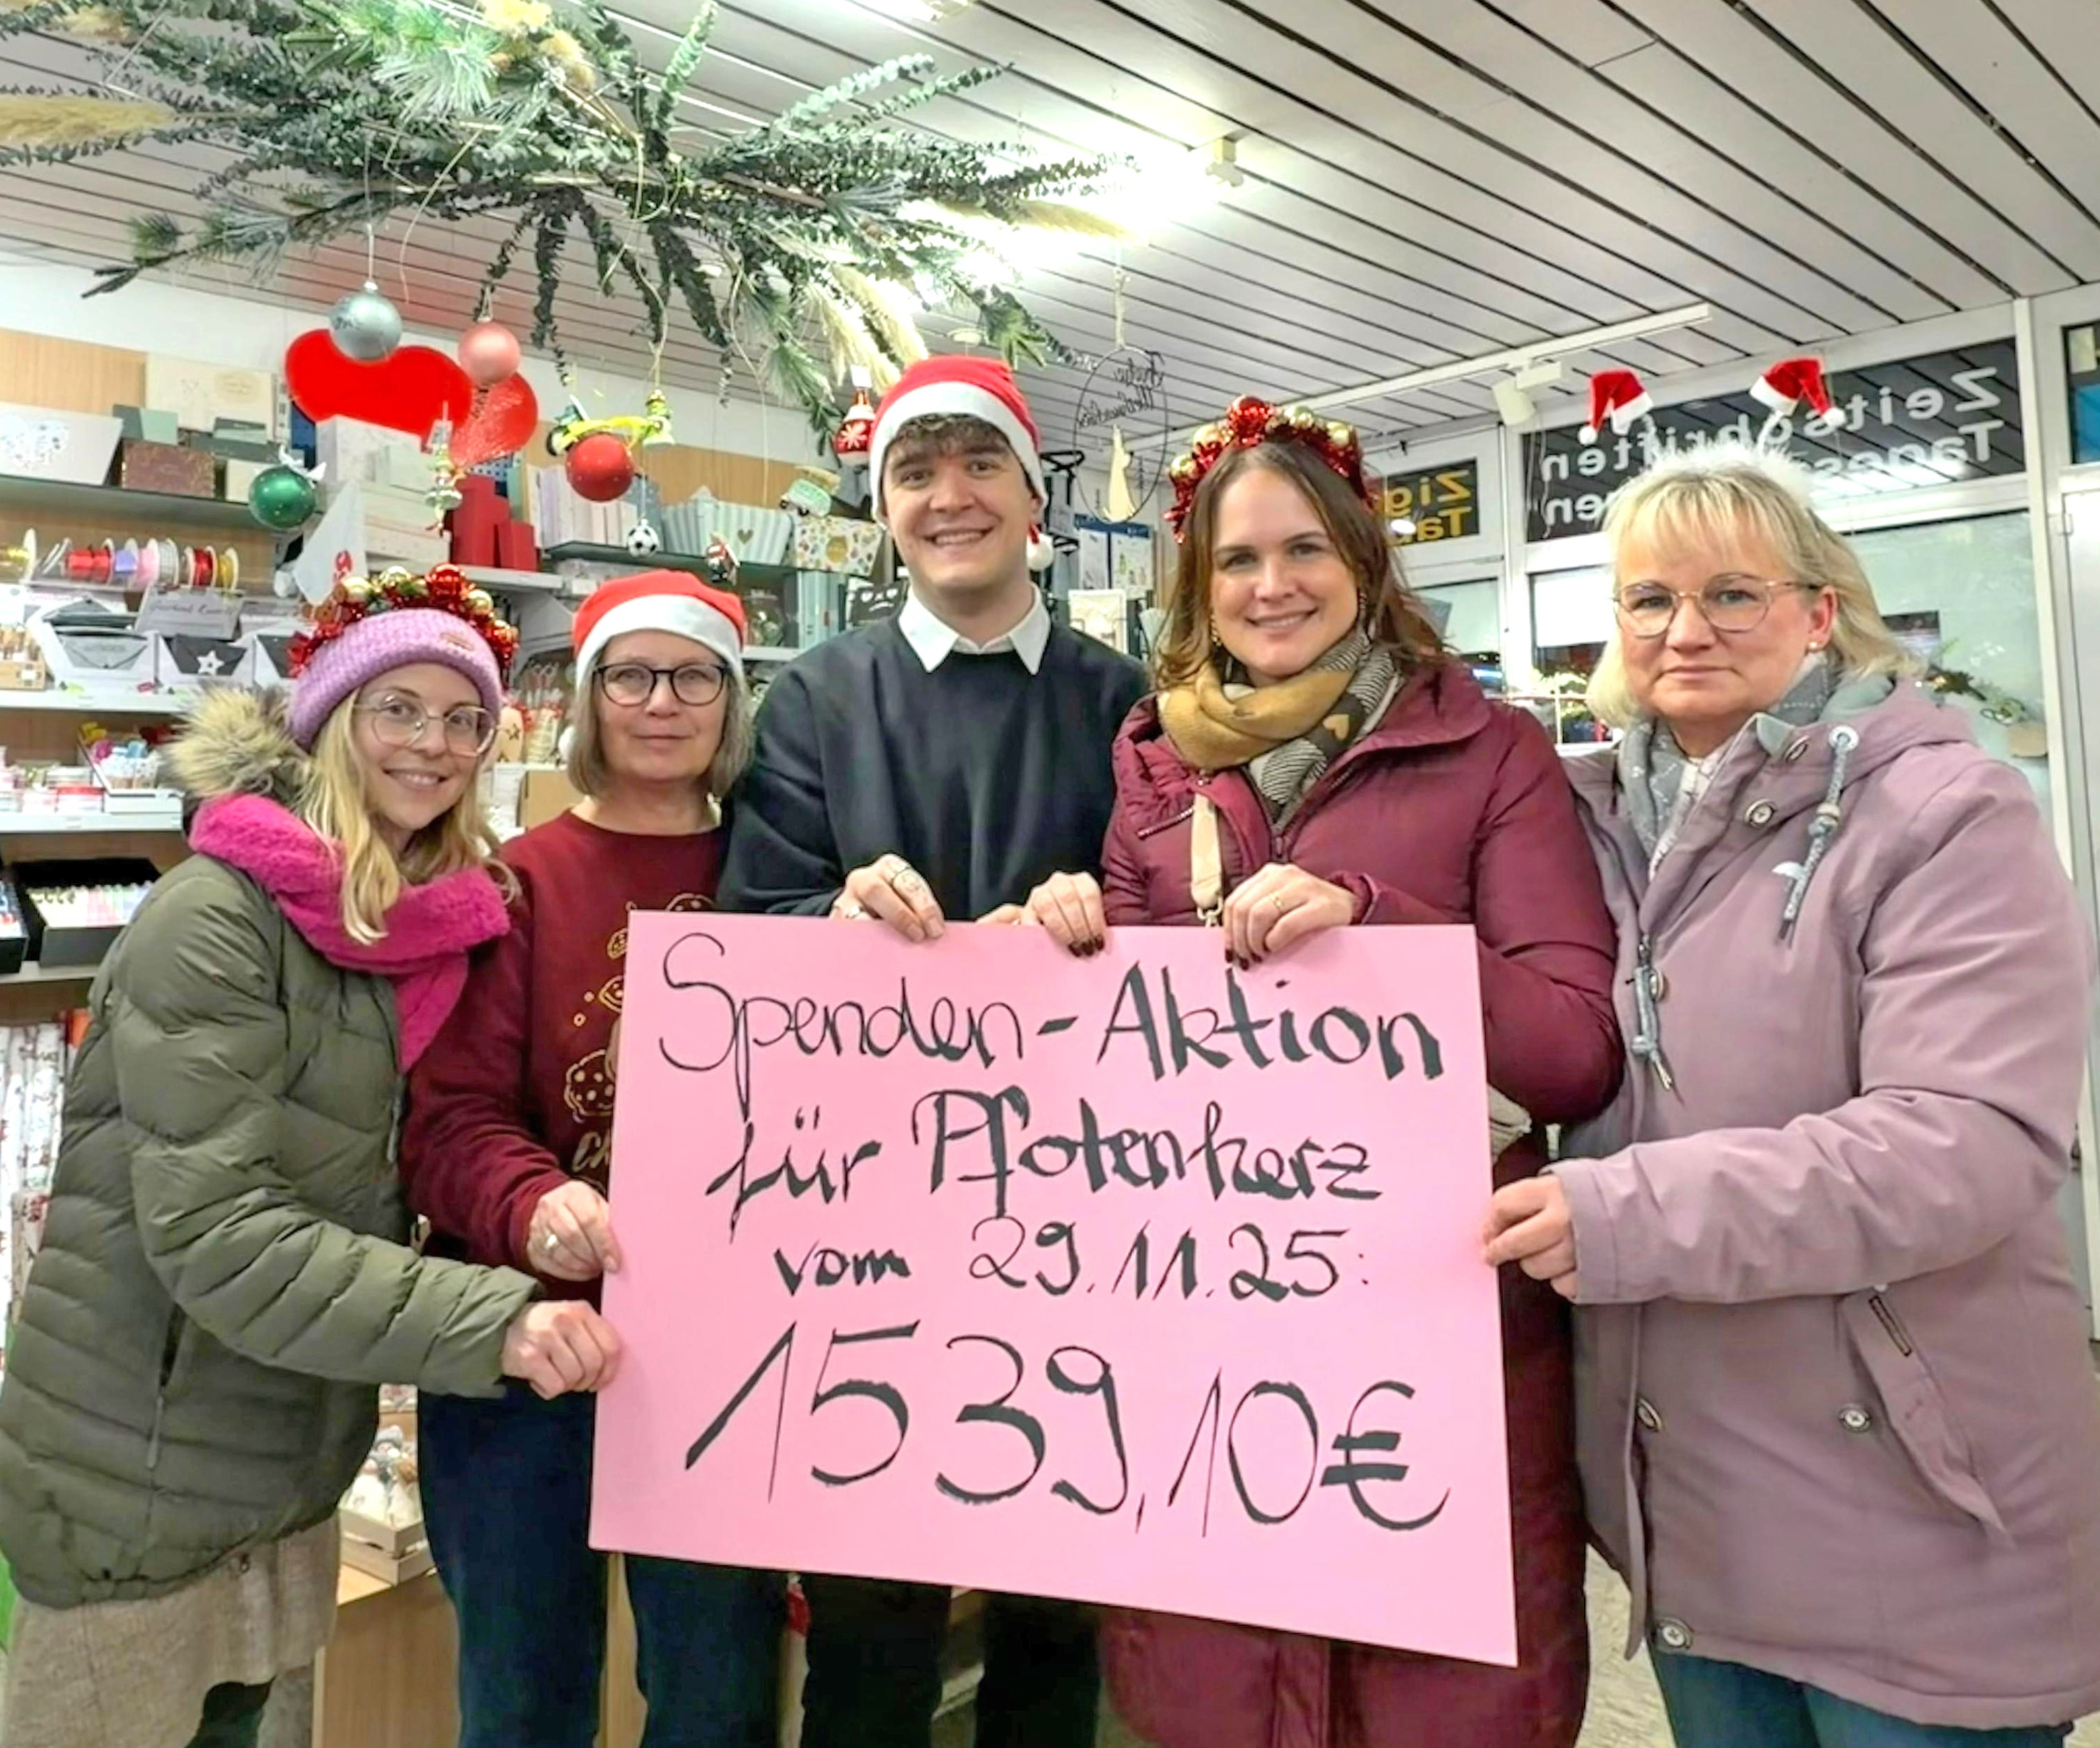 Spenden-Aktion
für Pfotenherz
vom 29.11.25:
1539,10€
Zeitschriften